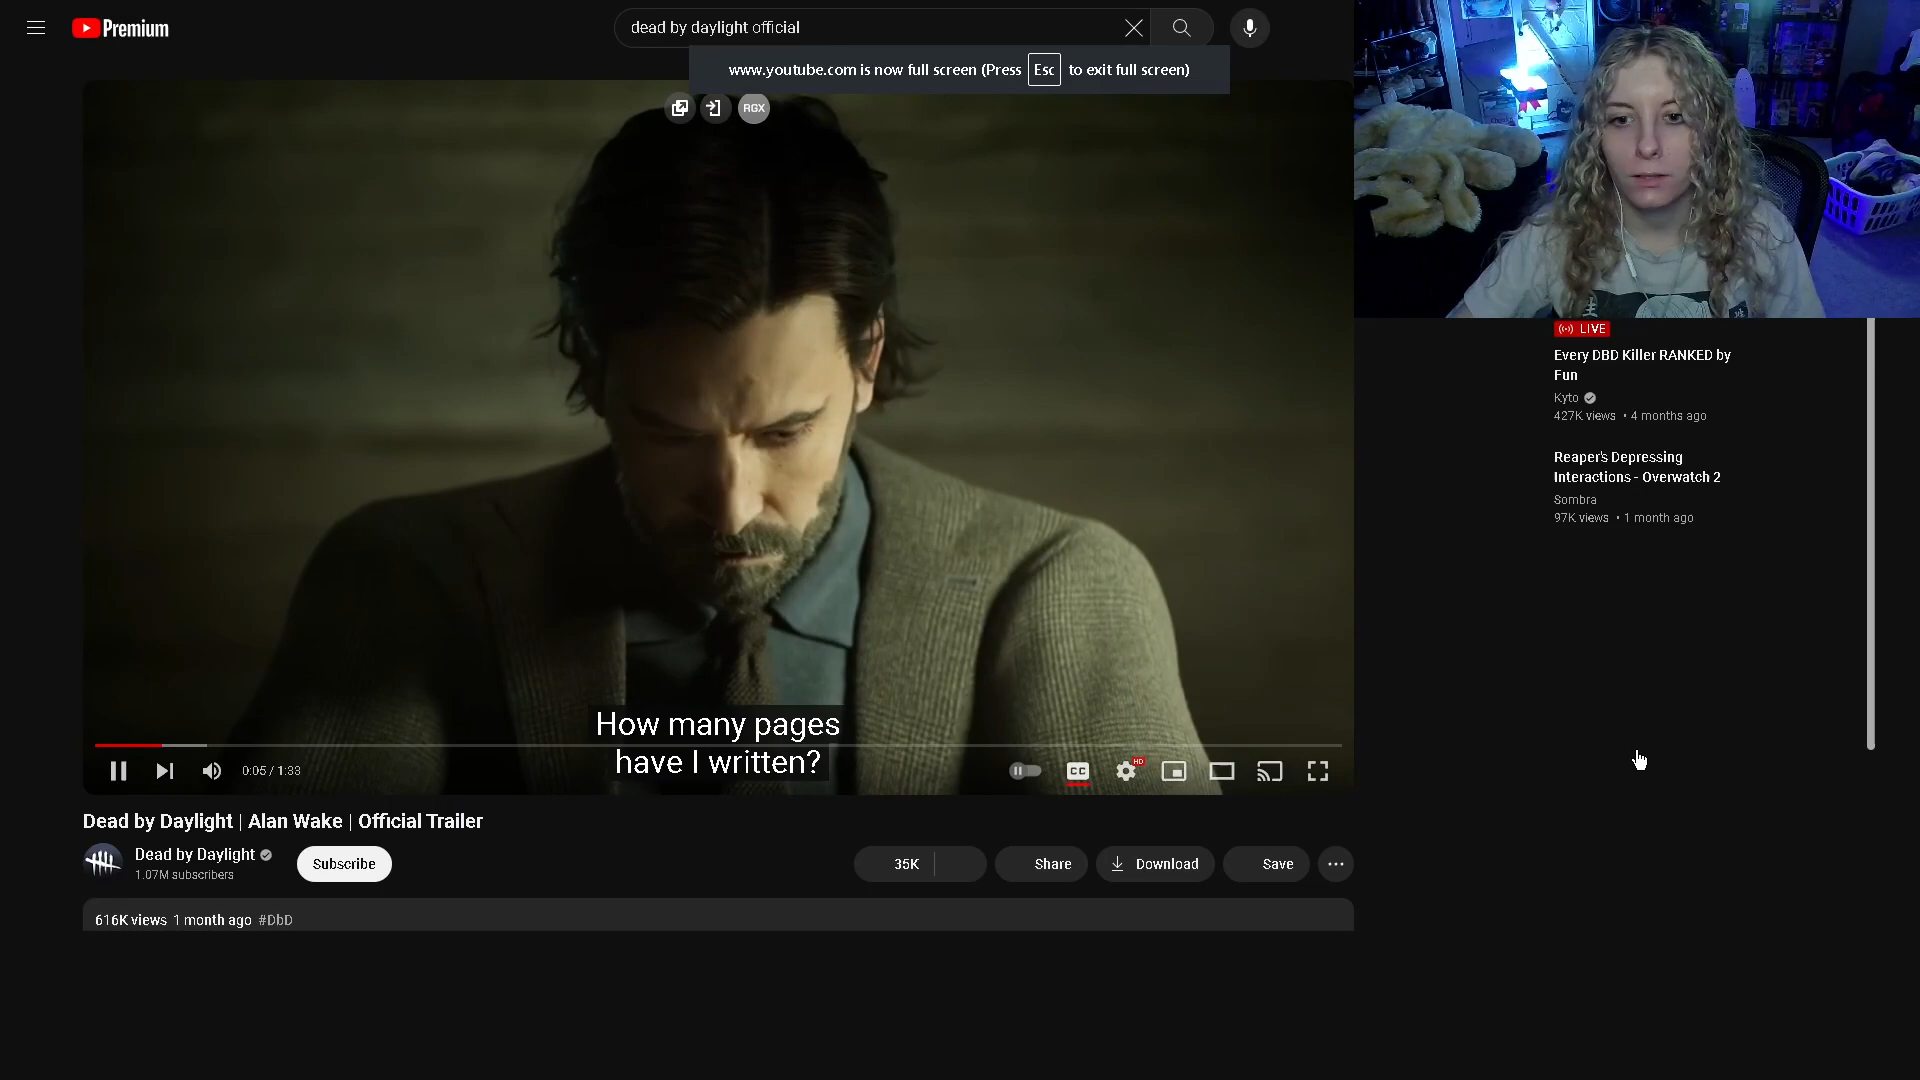 Premium
dead by daylight official
www.youtube.com is now full screen (Press Esc to exit full screen)
RGX
How many pages
have I written?
0:05 / 1:33
CC
HD
Dead by Daylight | Alan Wake | Official Trailer
Dead by Daylight
1.07M subscribers
Subscribe
35K
Share
Download
Save
616K views 1 month ago #DbD
LIVE
Every DBD Killer RANKED by
Fun
Kyto
427K views • 4 months ago
Reaper's Depressing
Interactions - Overwatch 2
Sombra
97K views • 1 month ago